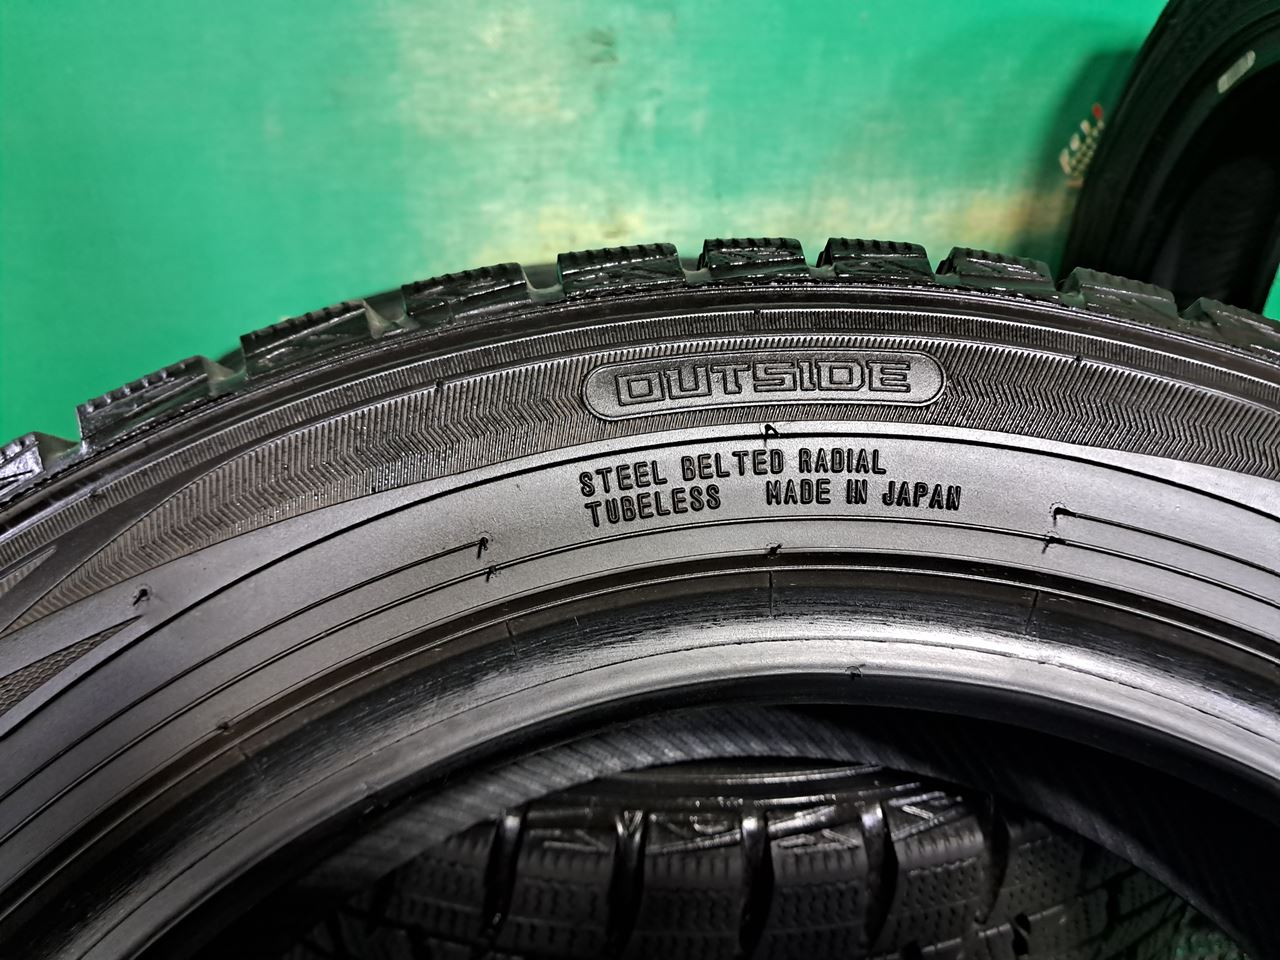 OUTSIDE
STEEL BELTED RADIAL
TUBELESS MADE IN JAPAN